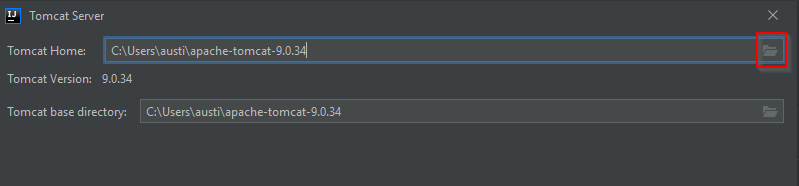 IJ Tomcat Server
Tomcat Home: C:\Users\austi\apache-tomcat-9.0.34
Tomcat Version: 9.0.34
Tomcat base directory: C:\Users\austi\apache-tomcat-9.0.34